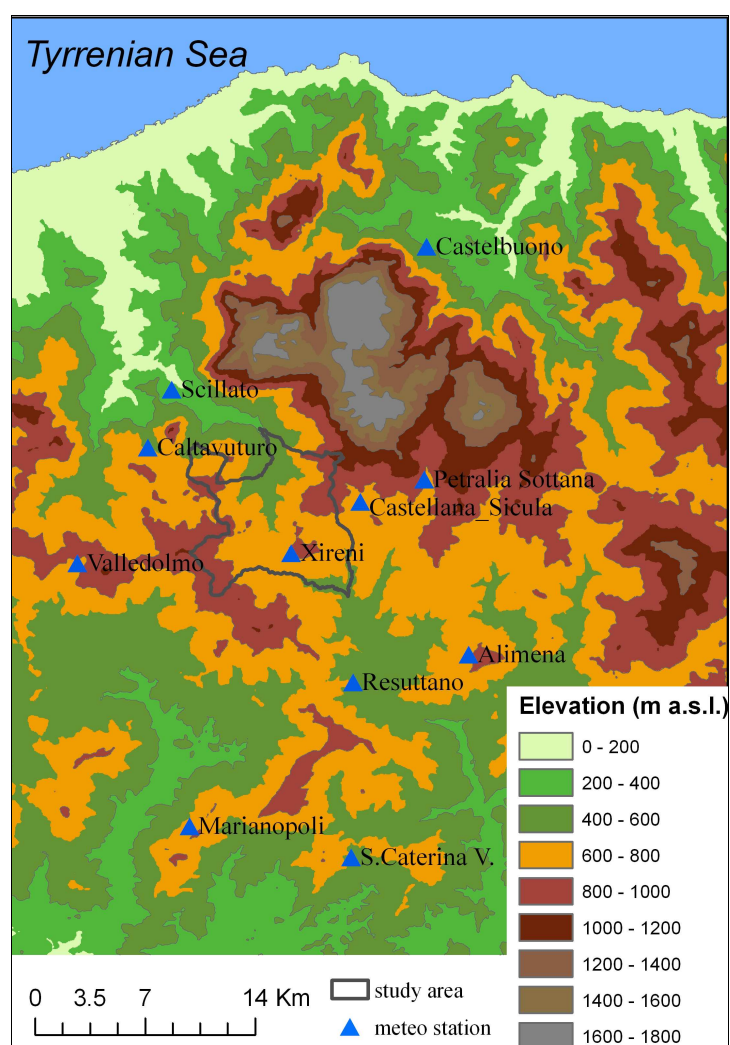 Tyrrenian Sea
Castelbuono
Scillato
Caltavuturo
Petralia Sottana
Castellana_Sicula
Xireni
Valledolmo
Alimena
Resuttano
Marianopoli
S.Caterina V.
Elevation (m a.s.l.)
0 - 200
200 - 400
400 - 600
600 - 800
800 - 1000
1000 - 1200
1200 - 1400
1400 - 1600
1600 - 1800
0 3.5 7 14 Km
study area
meteo station